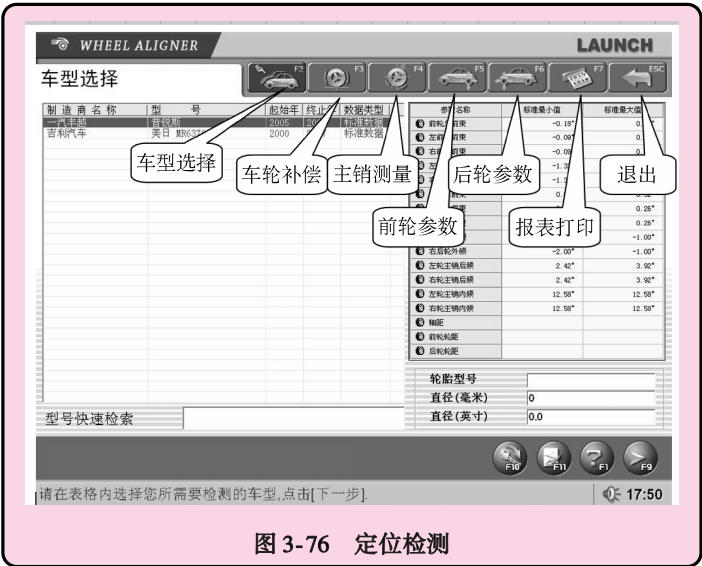 WHEEL ALIGNER
LAUNCH
车型选择
F2 F3 F4 F5 F6 F7 ESC
制造商名称 型 号 起始年 终止 数据类型
一汽丰越 普锐斯 2005 标准数据
吉利汽车 美日 2000 标准数据
标准最小值 标准最大值
车型选择
车轮补偿
主销测量
前轮参数
后轮参数
报表打印
退出
-0.18°
-0.09°
0.26°
0.26°
-1.00°
右后轮外倾 -2.00° -1.00°
左轮主销后倾 2.42° 3.92°
右轮主销后倾 2.42° 3.92°
左轮主销内倾 12.58° 12.58°
右轮主销内倾 12.58° 12.58°
轴距
前轮轮距
后轮轮距
轮胎型号
直径(毫米) 0
直径(英寸) 0.0
型号快速检索
F10 F11 F1 F9
请在表格内选择您所需要检测的车型,点击[下一步].
17:50
图 3-76 定位检测